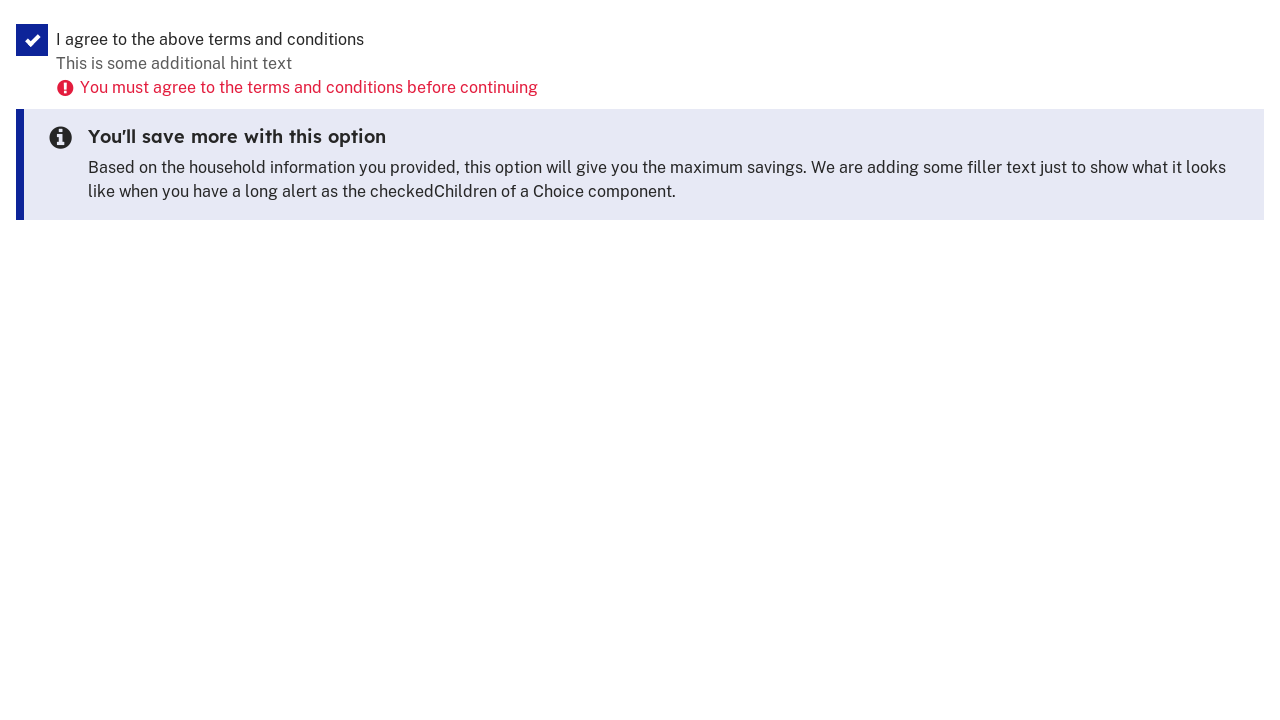 I agree to the above terms and conditions
This is some additional hint text
You must agree to the terms and conditions before continuing
You'll save more with this option
Based on the household information you provided, this option will give you the maximum savings. We are adding some filler text just to show what it looks
like when you have a long alert as the checkedChildren of a Choice component.